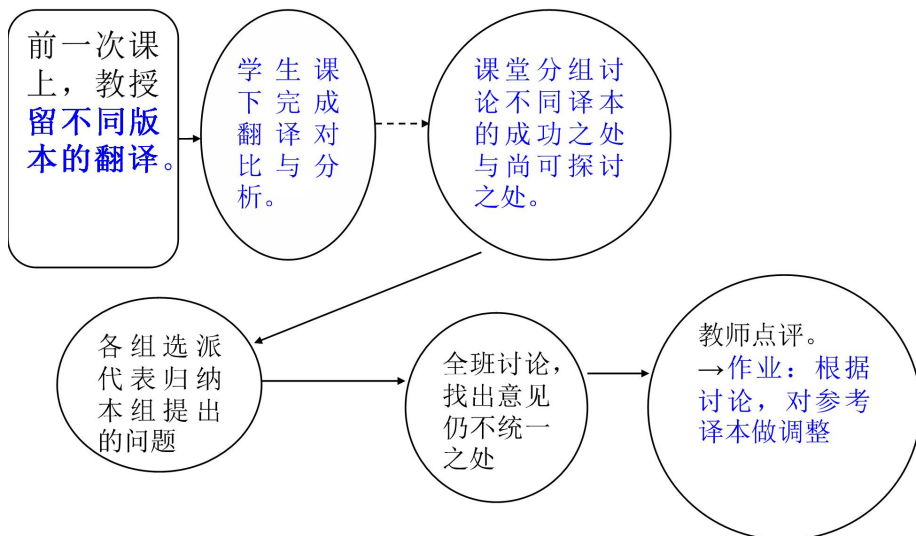 前一次课
上，教授
留不同版
本的翻译。
学生课
下完成
翻译对
比与分
析。
课堂分组讨
论不同译本
的成功之处
与尚可探讨
之处。
各组选派
代表归纳
本组提出
的问题
全班讨论，
找出意见
仍不统一
之处
教师点评。
→作业：根据
讨论，对参考
译本做调整